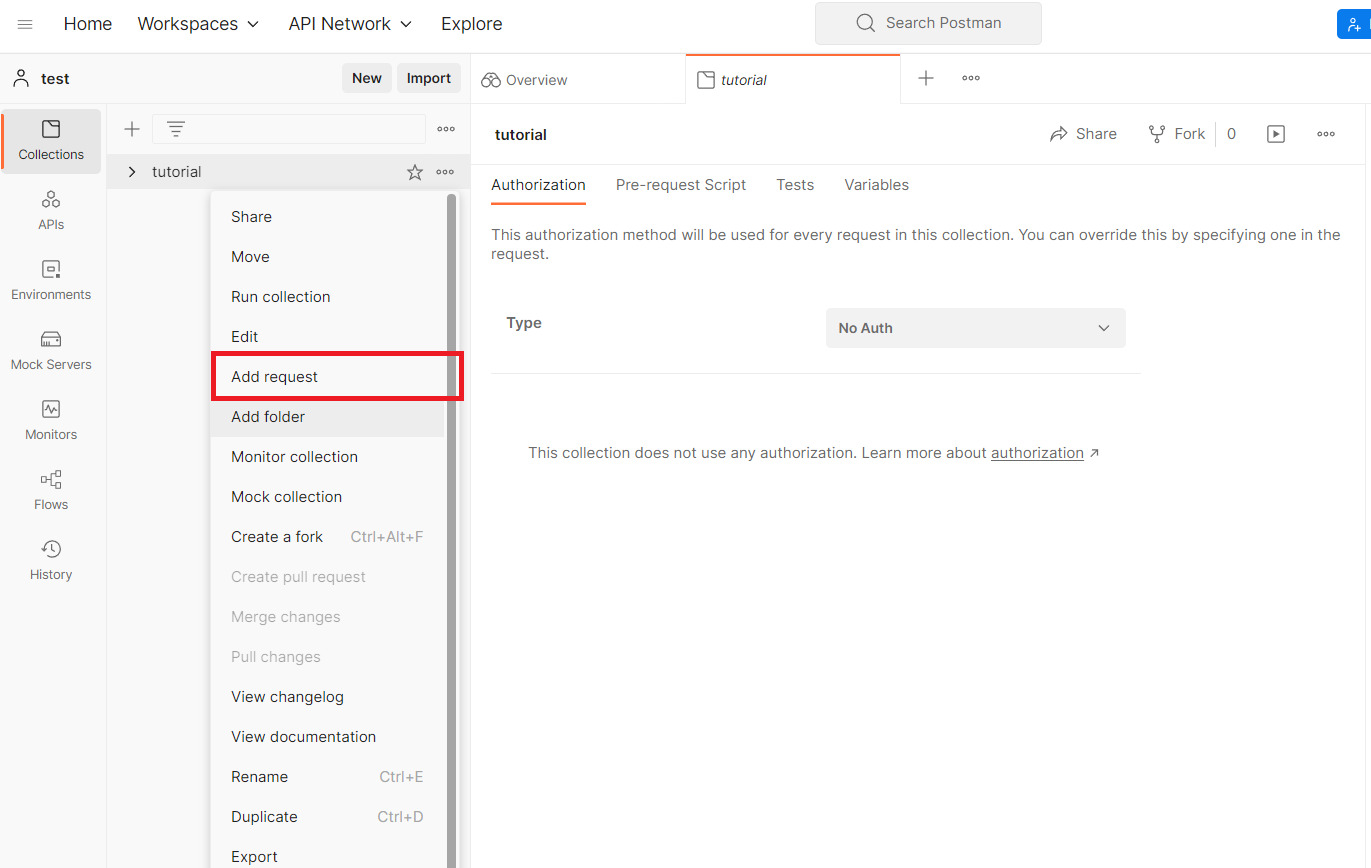 Home Workspaces API Network Explore Search Postman
test New Import
Overview tutorial
Collections
APIs
Environments
Mock Servers
Monitors
Flows
History
tutorial
Share
Move
Run collection
Edit
Add request
Add folder
Monitor collection
Mock collection
Create a fork Ctrl+Alt+F
Create pull request
Merge changes
Pull changes
View changelog
View documentation
Rename Ctrl+E
Duplicate Ctrl+D
Export
tutorial Share Fork 0
Authorization Pre-request Script Tests Variables
This authorization method will be used for every request in this collection. You can override this by specifying one in the
request.
Type No Auth
This collection does not use any authorization. Learn more about authorization ↗